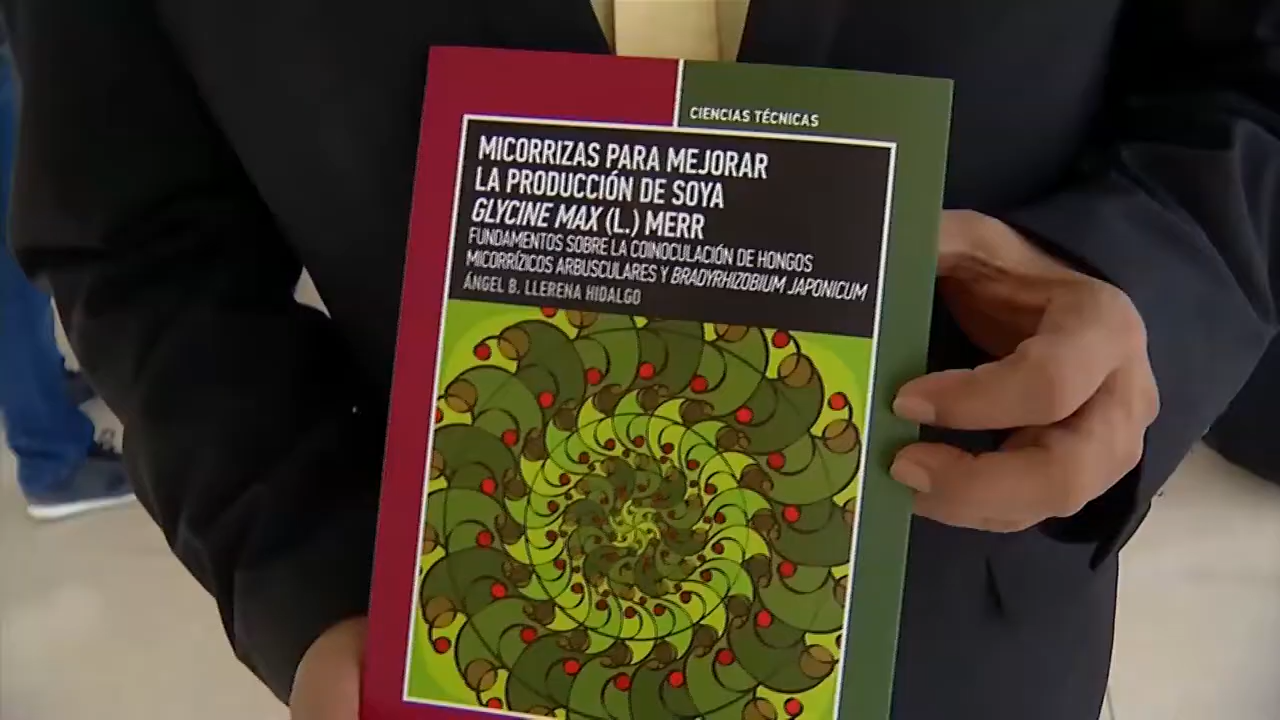 CIENCIAS TÉCNICAS
MICORRIZAS PARA MEJORAR
LA PRODUCCIÓN DE SOYA
GLYCINE MAX (L.) MERR
FUNDAMENTOS SOBRE LA COINOCULACIÓN DE HONGOS
MICORRÍZICOS ARBUSCULARES Y BRADYRHIZOBIUM JAPONICUM
ÁNGEL B. LLERENA HIDALGO